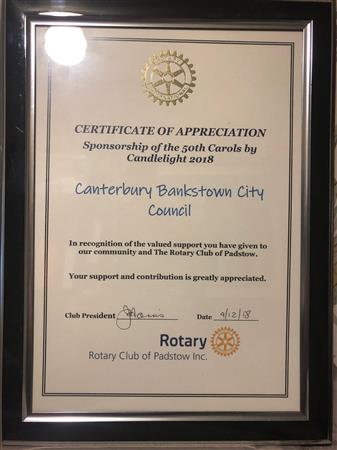 CERTIFICATE OF APPRECIATION
Sponsorship of the 50th Carols by
Candlelight 2018
Canterbury Bankstown City
Council
In recognition of the valued support you have given to
our community and The Rotary Club of Padstow.
Your support and contribution is greatly appreciated.
Club President Date 9/12/18
Rotary
Rotary Club of Padstow Inc.